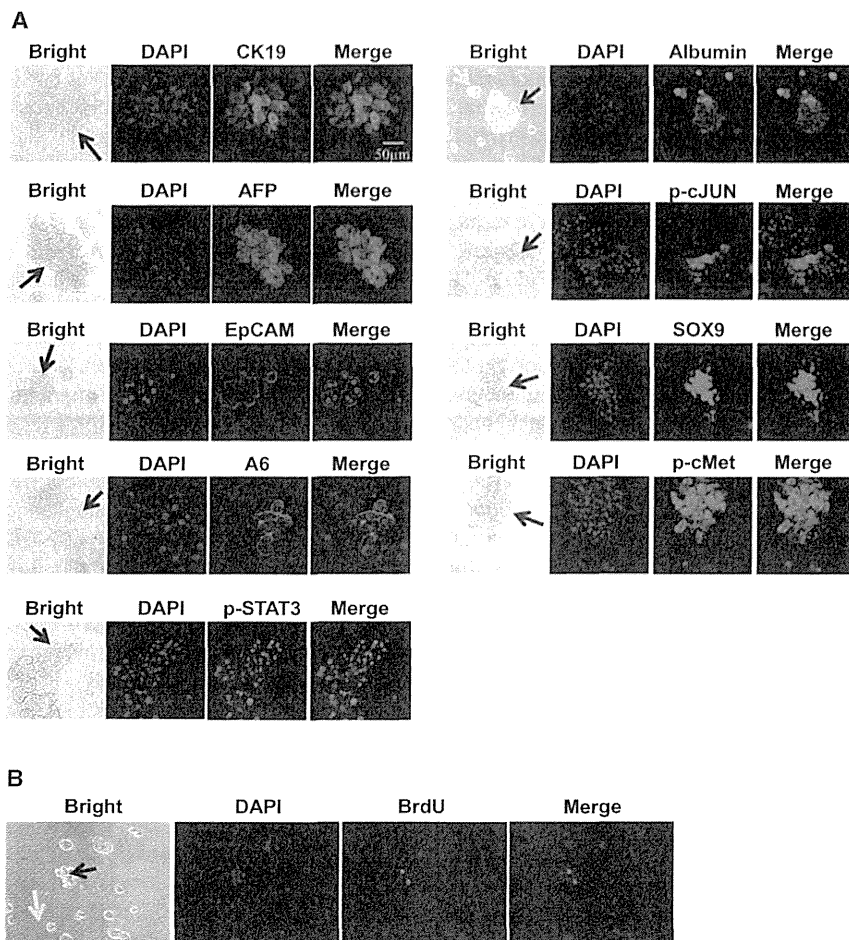 A
Bright DAPI CK19 Merge
50μm
Bright DAPI Albumin Merge
Bright DAPI AFP Merge
Bright DAPI p-cJUN Merge
Bright DAPI EpCAM Merge
Bright DAPI SOX9 Merge
Bright DAPI A6 Merge
Bright DAPI p-cMet Merge
Bright DAPI p-STAT3 Merge
B
Bright DAPI BrdU Merge